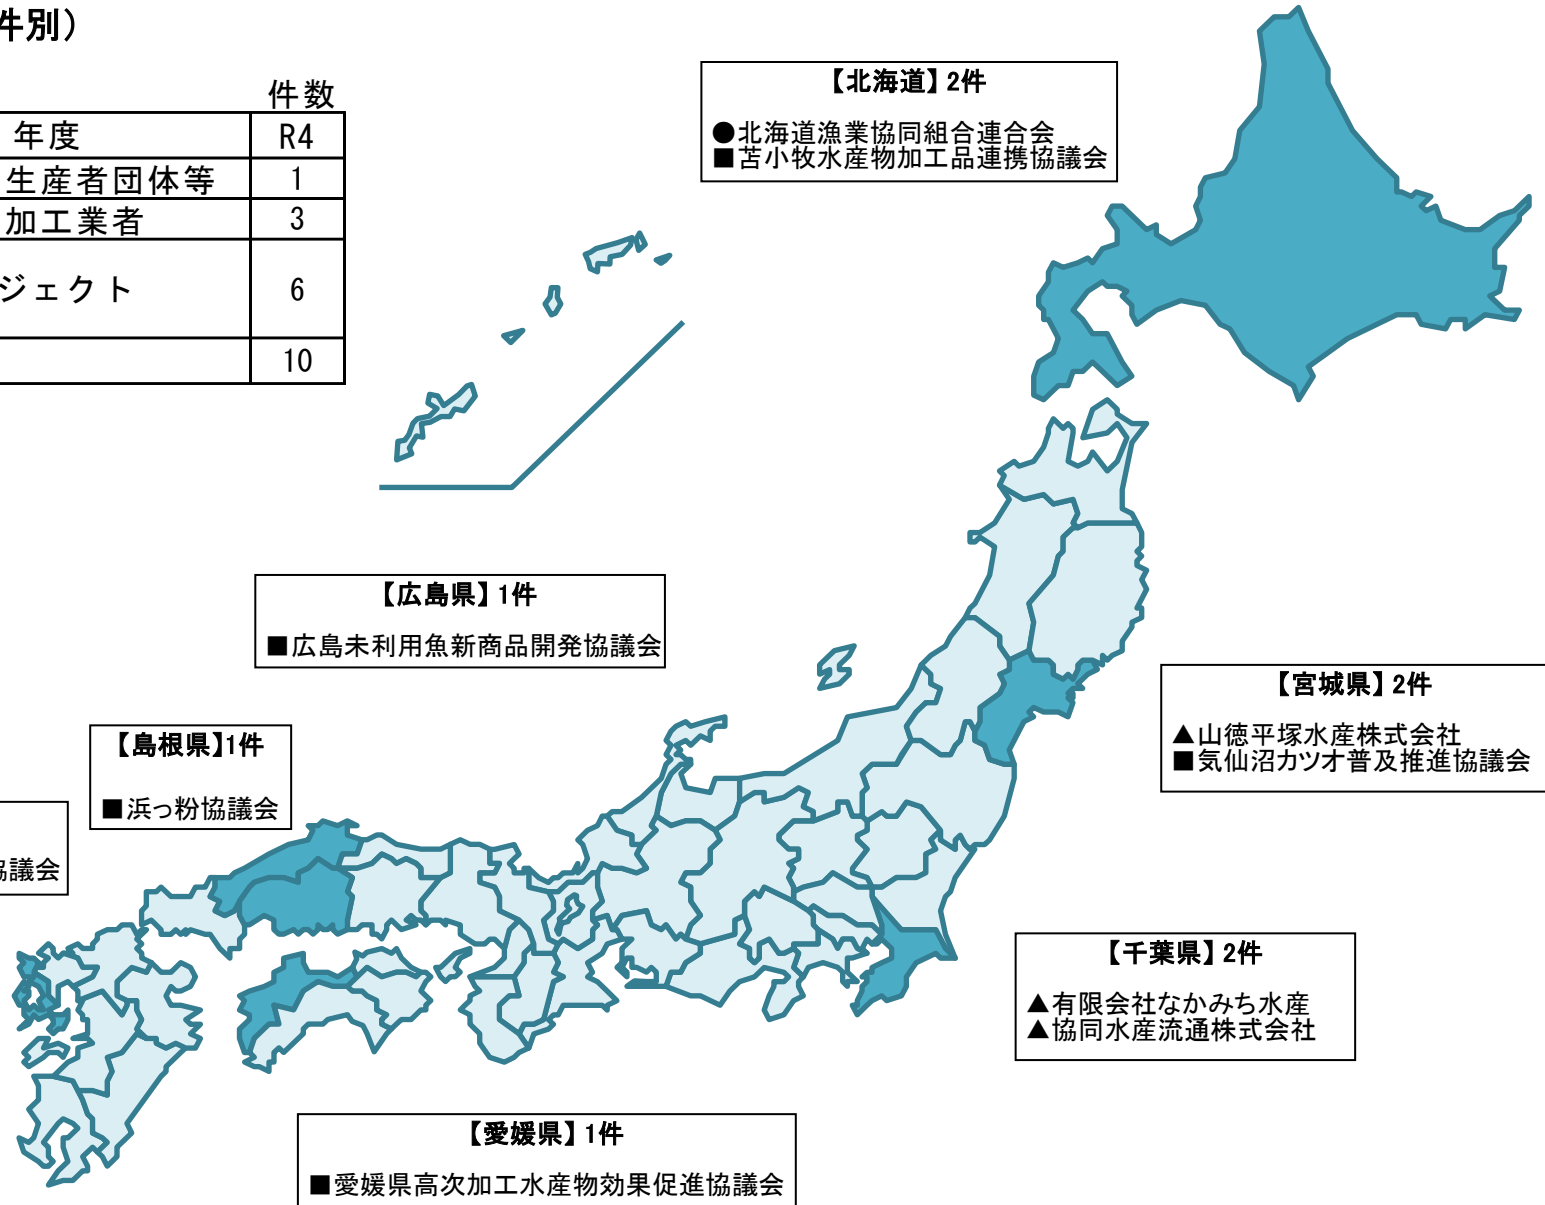 件別）
件数
年度 R4
生産者団体等 1
加工業者 3
ジェクト 6
10
【北海道】2件
●北海道漁業協同組合連合会
■苫小牧水産物加工品連携協議会
【広島県】1件
■広島未利用魚新商品開発協議会
【島根県】1件
■浜っ粉協議会
協議会
【宮城県】2件
▲山徳平塚水産株式会社
■気仙沼カツオ普及推進協議会
【千葉県】2件
▲有限会社なかみち水産
▲協同水産流通株式会社
【愛媛県】1件
■愛媛県高次加工水産物効果促進協議会